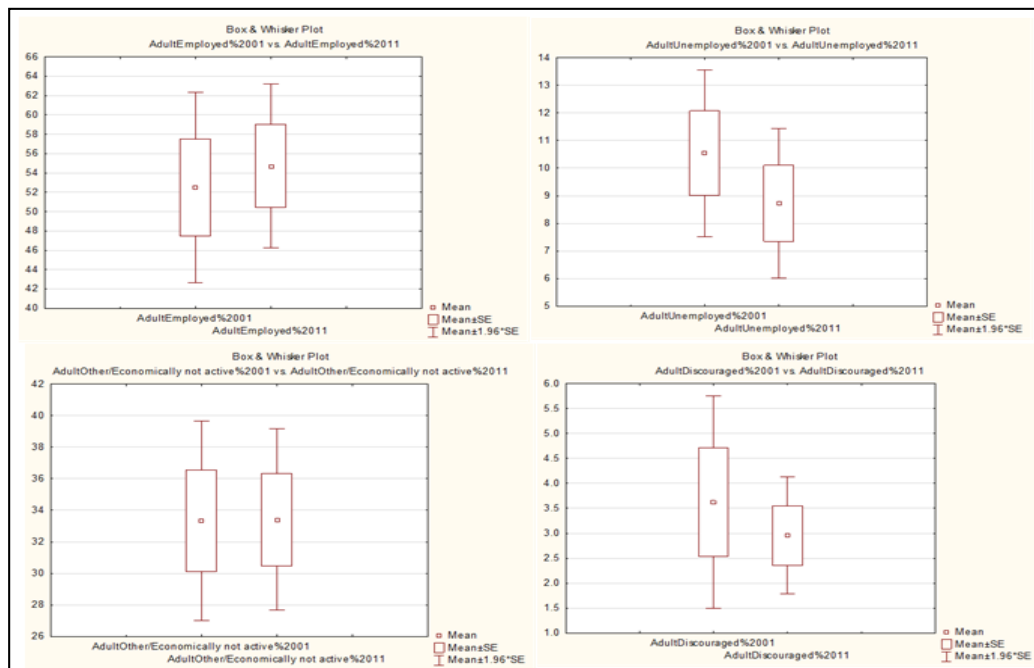 Box & Whisker Plot
AdultEmployed%2001 vs. AdultEmployed%2011
66
64
62
60
58
56
54
52
50
48
46
44
42
40
AdultEmployed%2001
AdultEmployed%2011
Mean
Mean±SE
Mean±1.96*SE
Box & Whisker Plot
AdultUnemployed%2001 vs. AdultUnemployed%2011
14
13
12
11
10
9
8
7
6
5
AdultUnemployed%2001
AdultUnemployed%2011
Mean
Mean±SE
Mean±1.96*SE
Box & Whisker Plot
AdultOther/Economically not active%2001 vs. AdultOther/Economically not active%2011
42
40
38
36
34
32
30
28
26
AdultOther/Economically not active%2001
AdultOther/Economically not active%2011
Mean
Mean±SE
Mean±1.96*SE
Box & Whisker Plot
AdultDiscouraged%2001 vs. AdultDiscouraged%2011
6.0
5.5
5.0
4.5
4.0
3.5
3.0
2.5
2.0
1.5
1.0
AdultDiscouraged%2001
AdultDiscouraged%2011
Mean
Mean±SE
Mean±1.96*SE